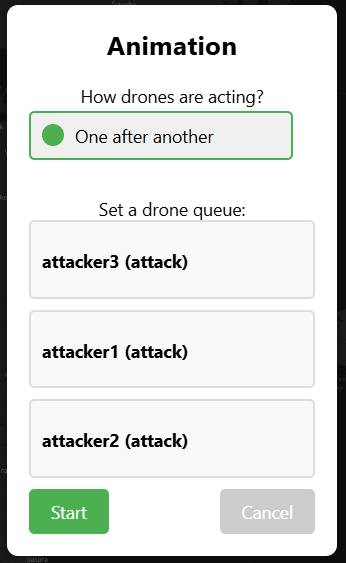 Animation
How drones are acting?
One after another
Set a drone queue:
attacker3 (attack)
attacker1 (attack)
attacker2 (attack)
Start
Cancel